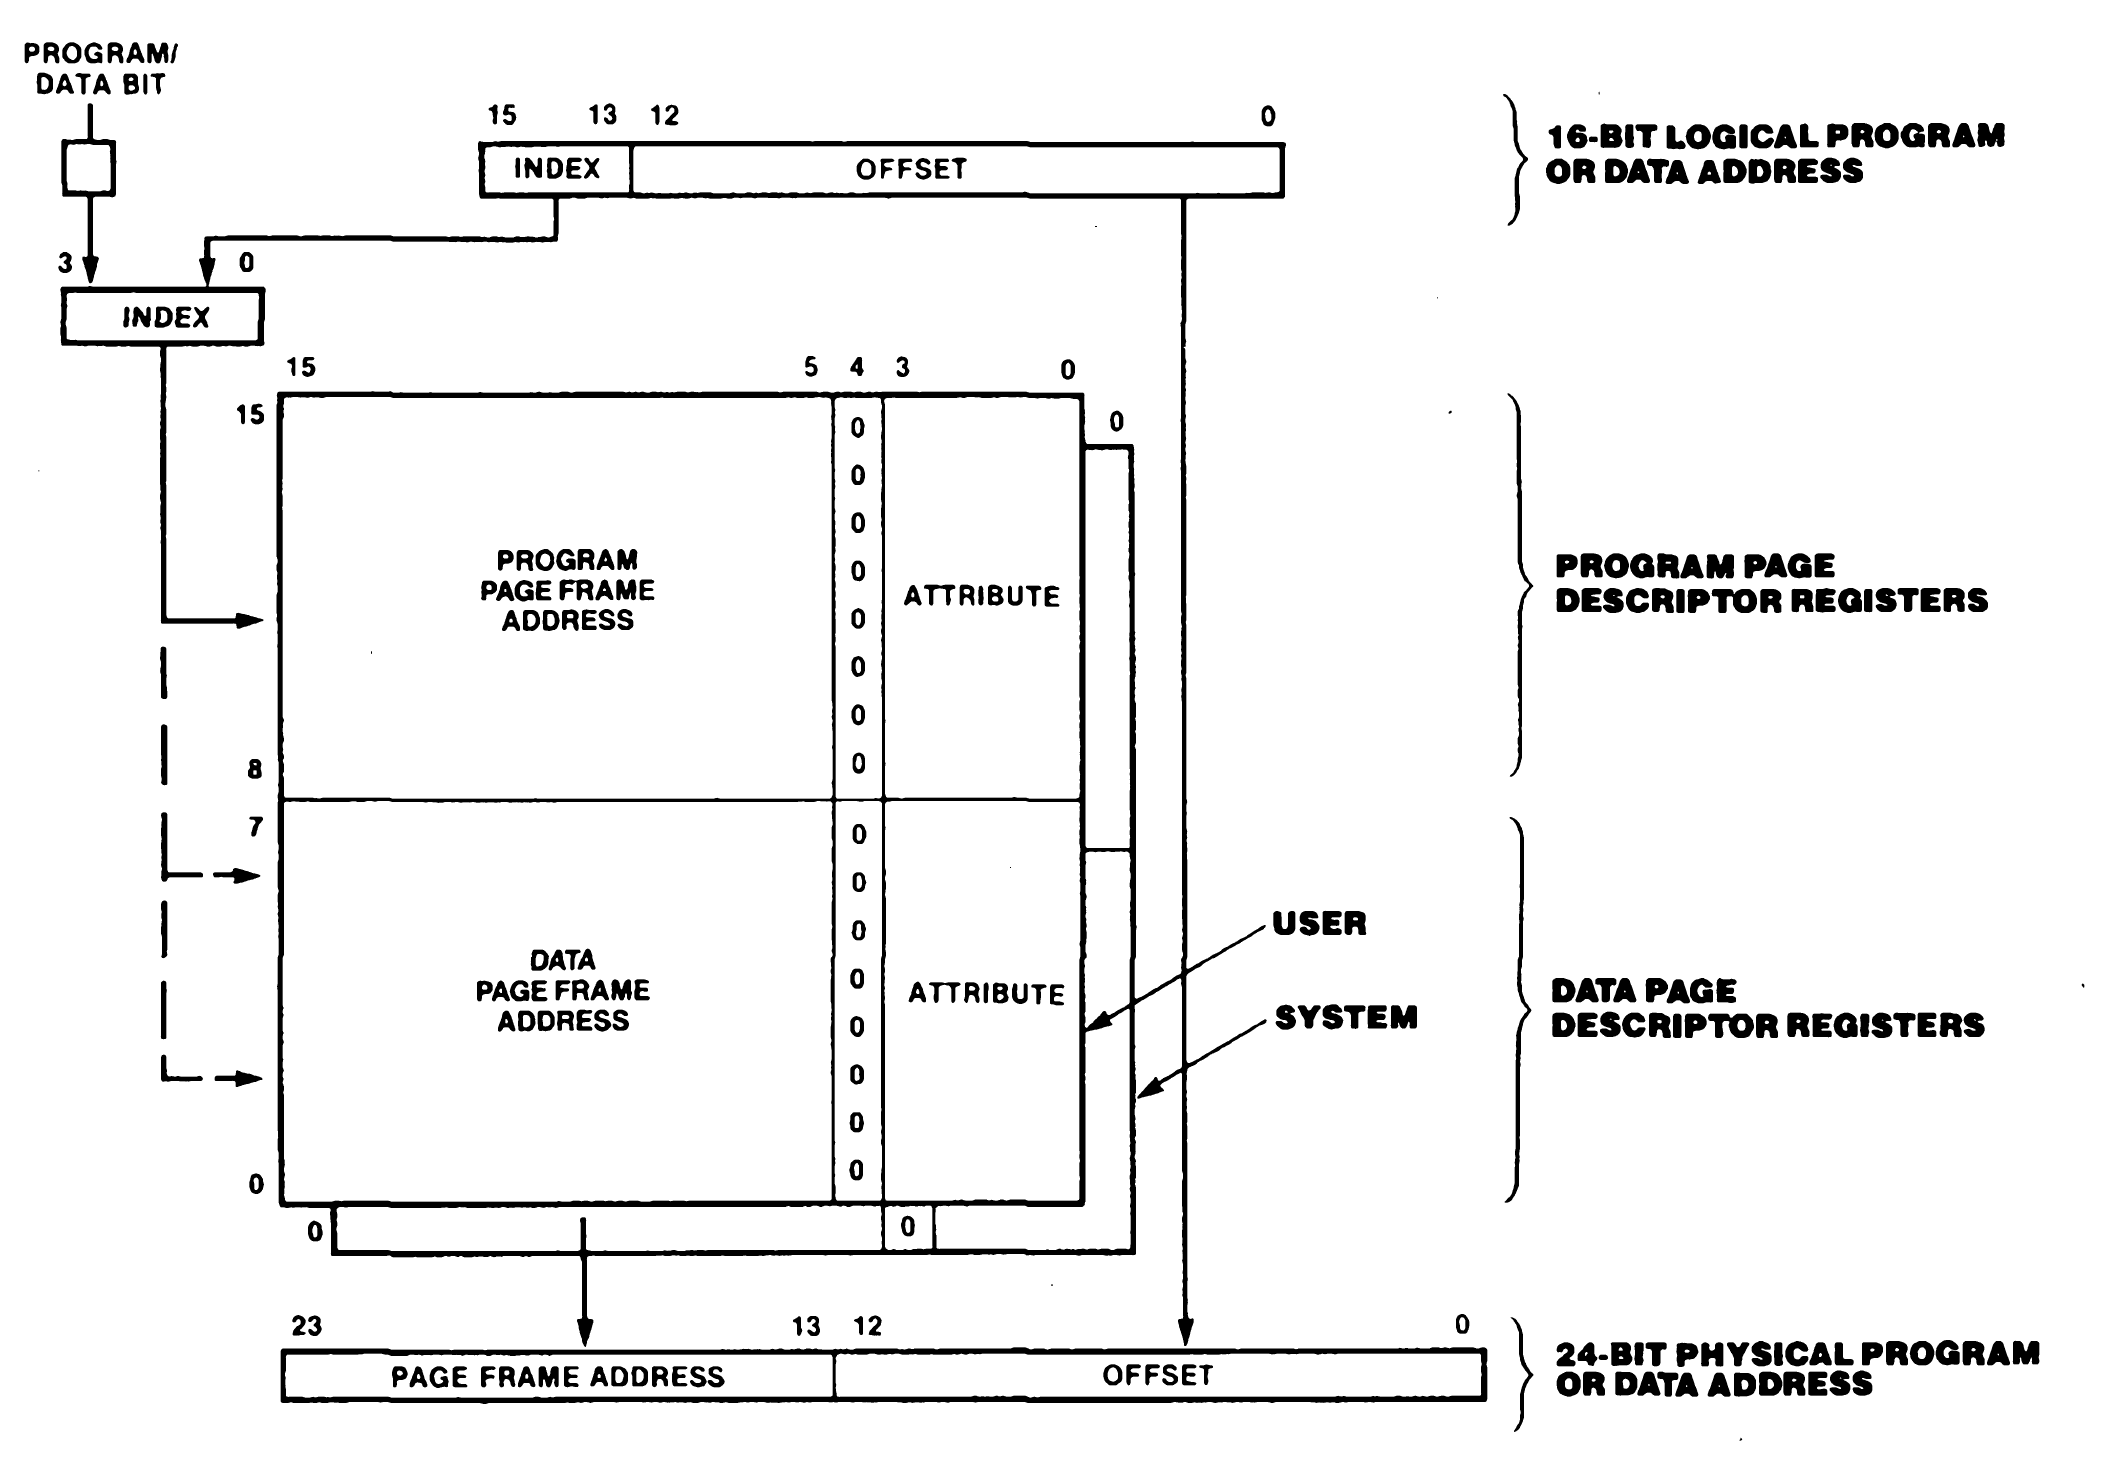 PROGRAM/
DATA BIT
15 13 12 0
INDEX OFFSET
16-BIT LOGICAL PROGRAM
OR DATA ADDRESS
3 0
INDEX
15 5 4 3 0
15
0
0
0
0
0
0
0
0
0
PROGRAM
PAGE FRAME
ADDRESS
ATTRIBUTE
PROGRAM PAGE
DESCRIPTOR REGISTERS
8
7
0
0
0
0
0
0
0
0
DATA
PAGE FRAME
ADDRESS
ATTRIBUTE
USER
SYSTEM
DATA PAGE
DESCRIPTOR REGISTERS
0
0 0
23 13 12 0
PAGE FRAME ADDRESS OFFSET
24-BIT PHYSICAL PROGRAM
OR DATA ADDRESS